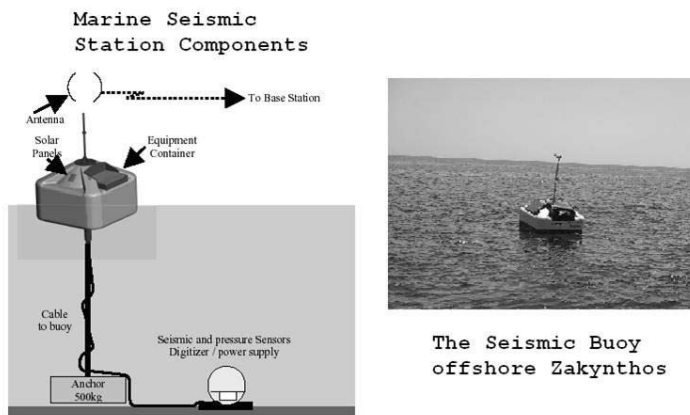 Marine Seismic
Station Components
To Base Station
Antenna
Solar
Panels
Equipment
Container
Cable
to buoy
Seismic and pressure Sensors
Digitizer / power supply
Anchor
500kg
The Seismic Buoy
offshore Zakynthos